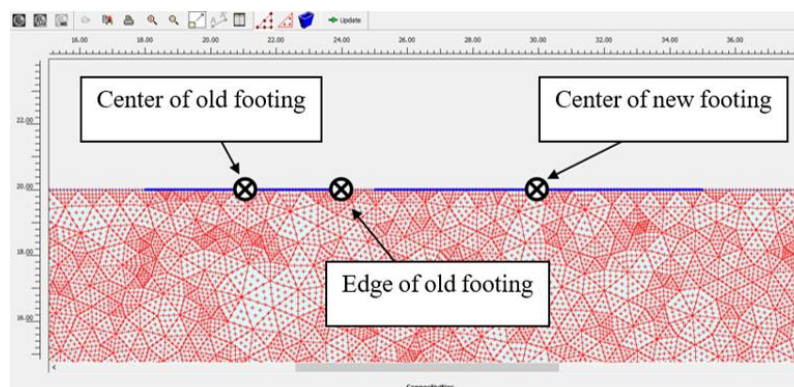 Update
16.00 18.00 20.00 22.00 24.00 26.00 28.00 30.00 32.00 34.00 36.00
Center of old footing
Center of new footing
22.00
20.00
18.00
Edge of old footing
16.00
Connectivities